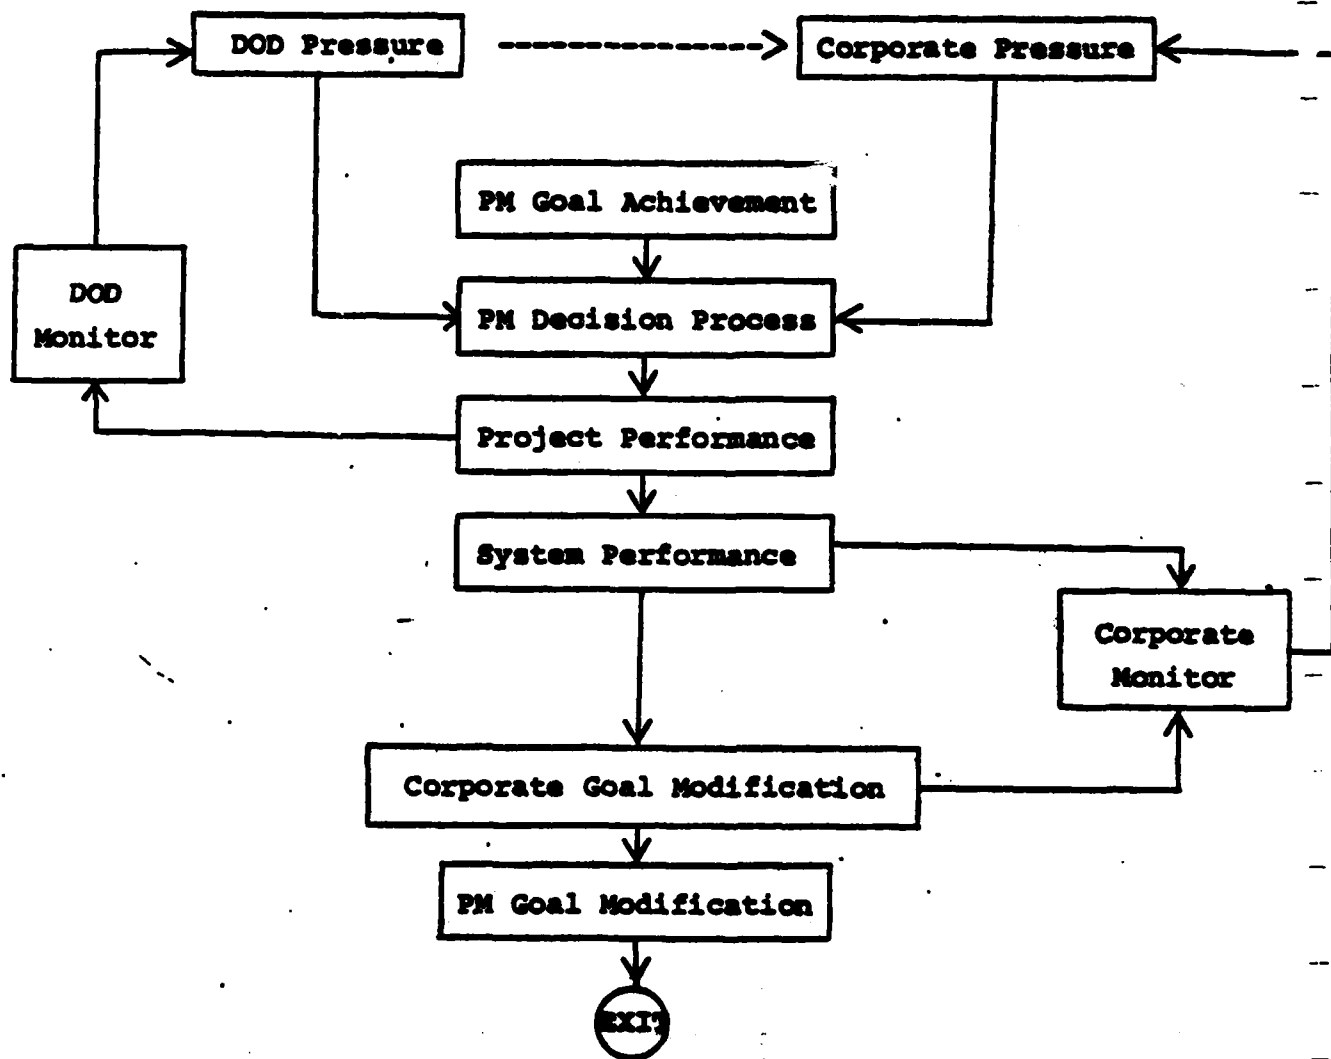 DOD Pressure
Corporate Pressure
PM Goal Achievement
DOD
Monitor
PM Decision Process
Project Performance
System Performance
Corporate
Monitor
Corporate Goal Modification
PM Goal Modification
EXIT